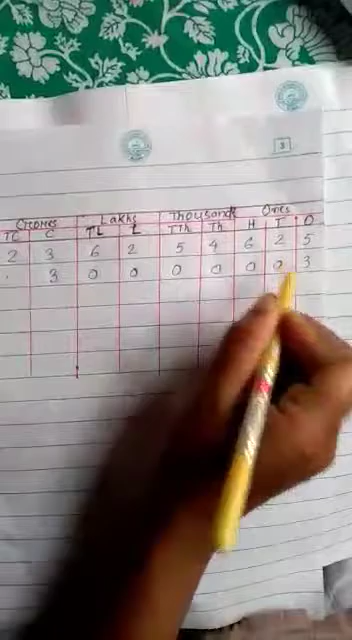 3
Crores Lakhs Thousands Ones
TC C TL L TTh Th H T O
2 3 6 2 5 4 6 2 5
. 3 0 0 0 0 0 0 3